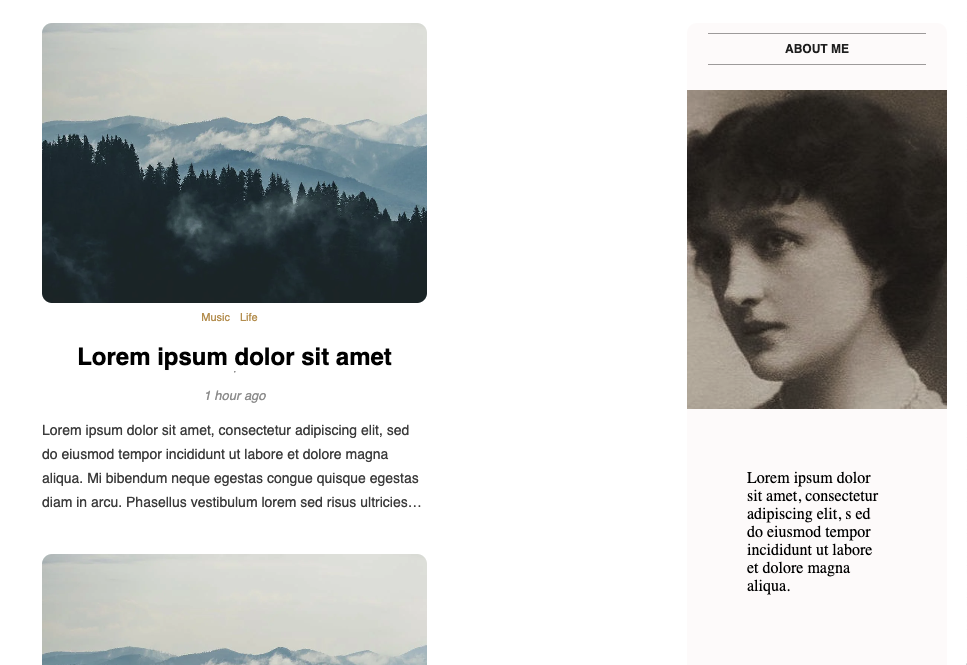 Music Life
Lorem ipsum dolor sit amet
1 hour ago
Lorem ipsum dolor sit amet, consectetur adipiscing elit, sed
do eiusmod tempor incididunt ut labore et dolore magna
aliqua. Mi bibendum neque egestas congue quisque egestas
diam in arcu. Phasellus vestibulum lorem sed risus ultricies…
ABOUT ME
Lorem ipsum dolor
sit amet, consectetur
adipiscing elit, s ed
do eiusmod tempor
incididunt ut labore
et dolore magna
aliqua.